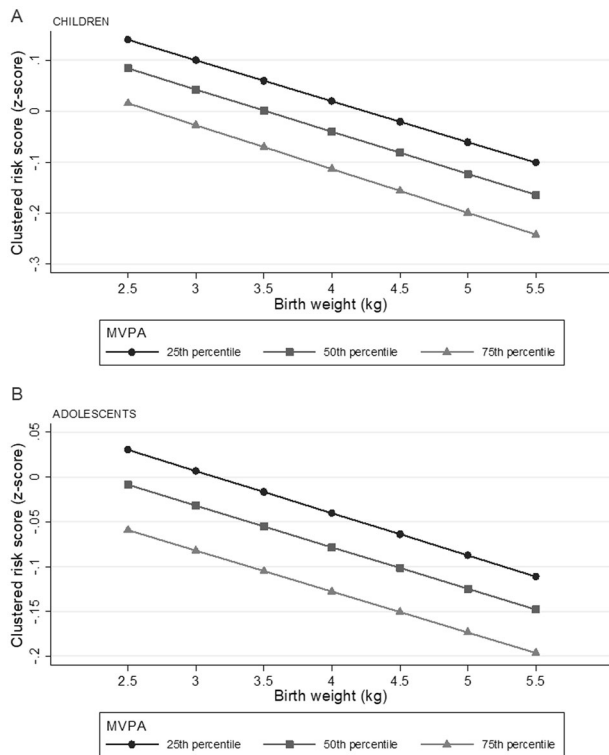 A
CHILDREN
Clustered risk score (z-score)
.1
0
-.1
-.2
-.3
2.5 3 3.5 4 4.5 5 5.5
Birth weight (kg)
MVPA
25th percentile 50th percentile 75th percentile
B
ADOLESCENTS
Clustered risk score (z-score)
.05
0
-.05
-.1
-.15
-.2
2.5 3 3.5 4 4.5 5 5.5
Birth weight (kg)
MVPA
25th percentile 50th percentile 75th percentile